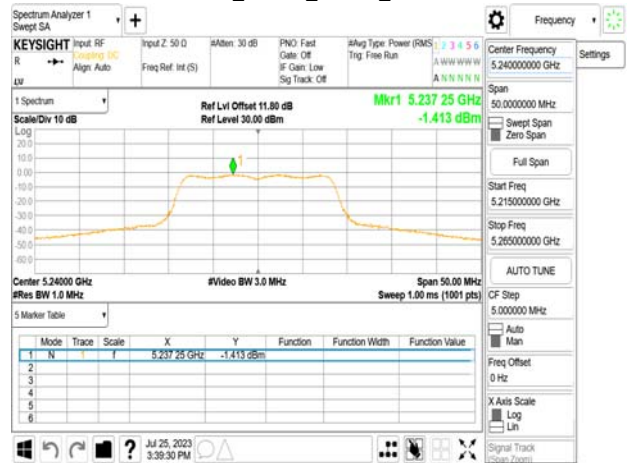 Spectrum Analyzer 1
Swept SA
Frequency
KEYSIGHT
R
Input: RF
Coupling: DC
Align: Auto
Input Z: 50 Ω
Freq Ref: Int (S)
#Atten: 30 dB
PNO: Fast
Gate: Off
IF Gain: Low
Sig Track: Off
#Avg Type: Power (RMS
Trig: Free Run
1 2 3 4 5 6
A W W W W W
A N N N N N
1 Spectrum
Scale/Div 10 dB
Ref Lvl Offset 11.80 dB
Ref Level 30.00 dBm
Mkr1 5.237 25 GHz
-1.413 dBm
Log
20.0
10.0
0.00
-10.0
-20.0
-30.0
-40.0
-50.0
-60.0
1
Center 5.24000 GHz
#Res BW 1.0 MHz
#Video BW 3.0 MHz
Span 50.00 MHz
Sweep 1.00 ms (1001 pts)
5 Marker Table
Mode Trace Scale X Y Function Function Width Function Value
1 N 1 f 5.237 25 GHz -1.413 dBm
2
3
4
5
6
?
Jul 25, 2023
3:39:30 PM
Center Frequency
5.240000000 GHz
Settings
Span
50.0000000 MHz
Swept Span
Zero Span
Full Span
Start Freq
5.215000000 GHz
Stop Freq
5.265000000 GHz
AUTO TUNE
CF Step
5.000000 MHz
Auto
Man
Freq Offset
0 Hz
X Axis Scale
Log
Lin
Signal Track
(Span Zoom)